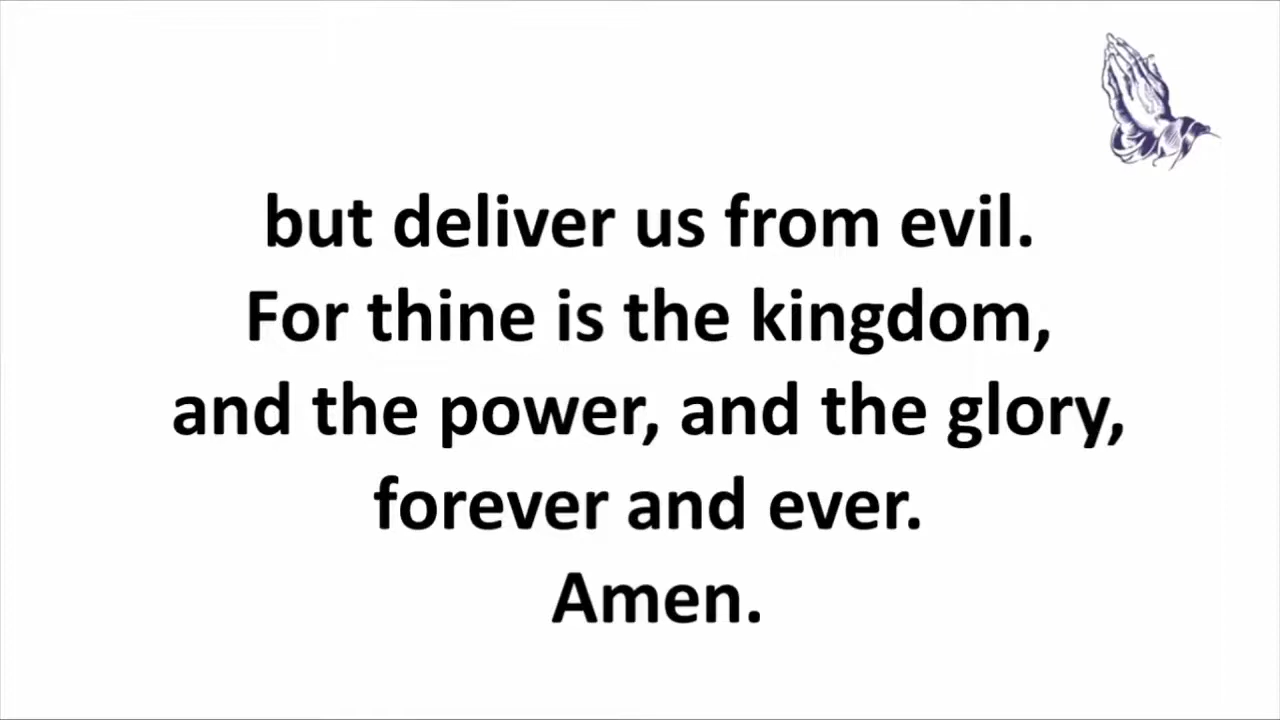 but deliver us from evil.
For thine is the kingdom,
and the power, and the glory,
forever and ever.
Amen.